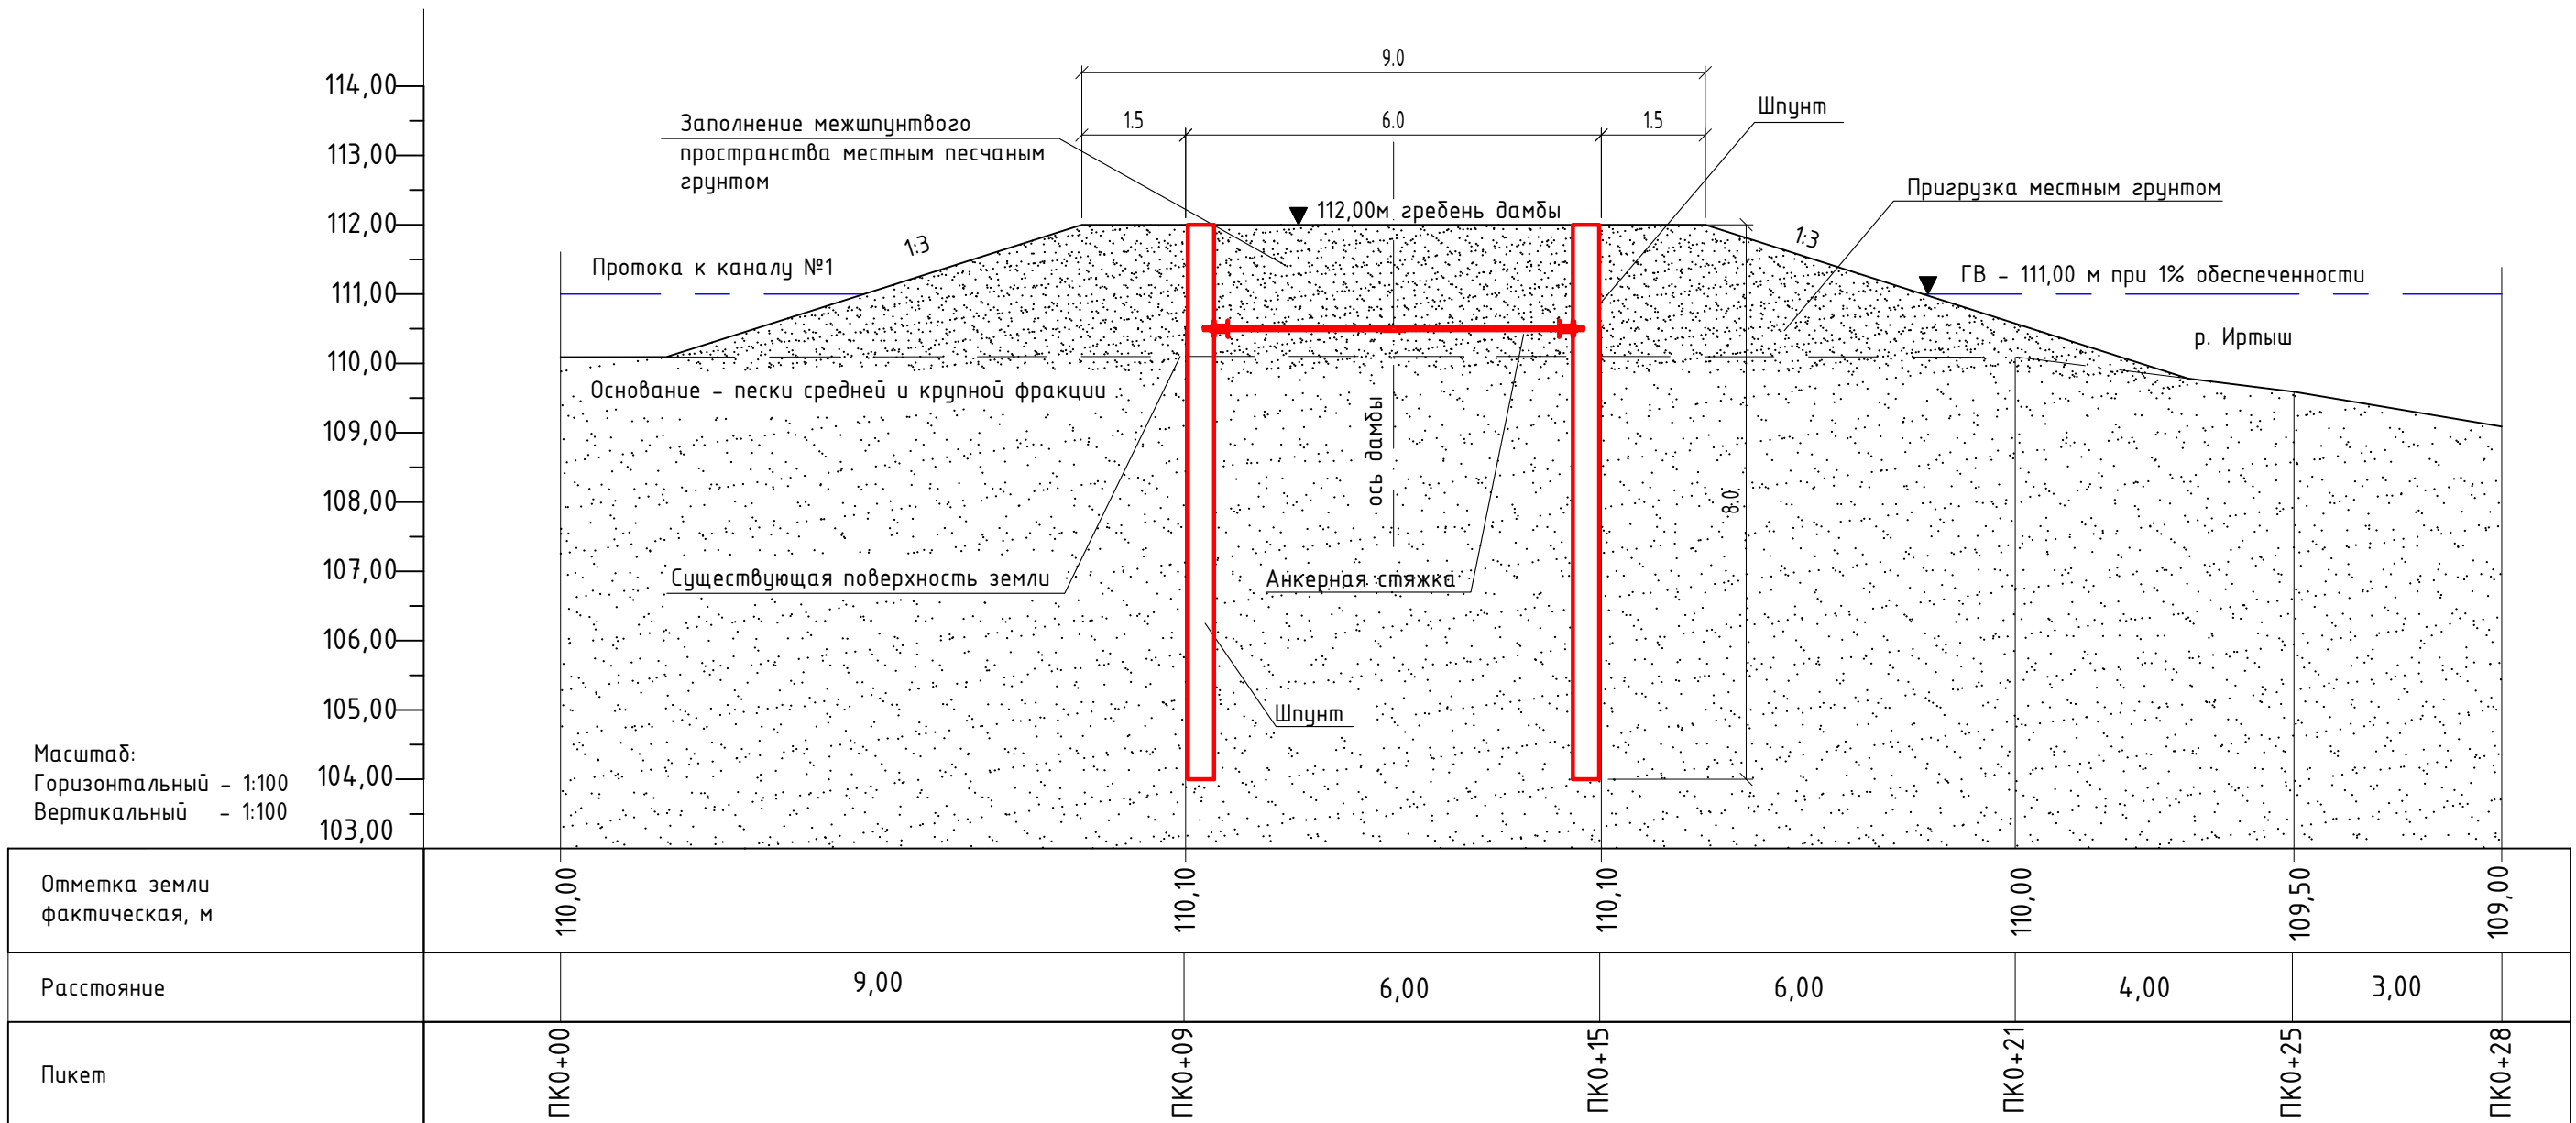 9.0
1.5
6.0
1.5
114,00
113,00
112,00
111,00
110,00
109,00
108,00
107,00
106,00
105,00
104,00
103,00
Заполнение межшпунтвого
пространства местным песчаным
грунтом
Шпунт
Пригрузка местным грунтом
112,00м гребень дамбы
1:3
1:3
Протока к каналу №1
ГВ - 111,00 м при 1% обеспеченности
р. Иртыш
Основание - пески средней и крупной фракции
ось дамбы
8.0
Существующая поверхность земли
Анкерная стяжка
Шпунт
Масштаб:
Горизонтальный - 1:100
Вертикальный - 1:100
Отметка земли
фактическая, м
110,00
110,10
110,10
110,00
109,50
109,00
Расстояние
9,00
6,00
6,00
4,00
3,00
Пикет
ПК0+00
ПК0+09
ПК0+15
ПК0+21
ПК0+25
ПК0+28